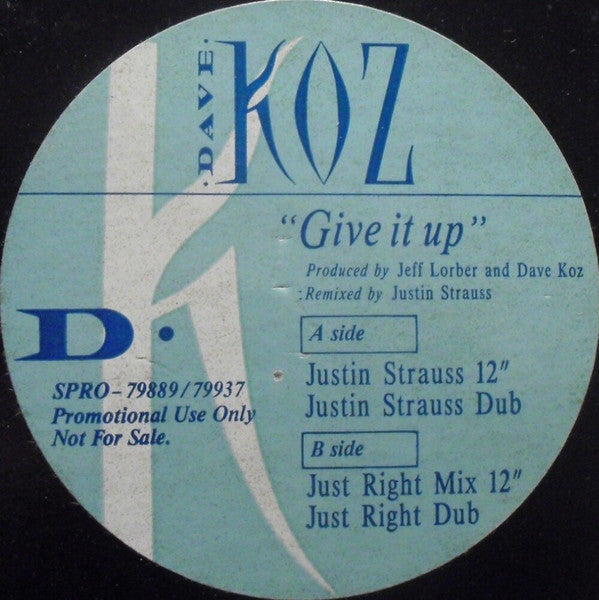 ·DAVE·
KOZ
"Give it up"
Produced by Jeff Lorber and Dave Koz
:Remixed by Justin Strauss
D.
SPRO-79889/79937
Promotional Use Only
Not For Sale.
A side
Justin Strauss 12"
Justin Strauss Dub
B side
Just Right Mix 12"
Just Right Dub
K